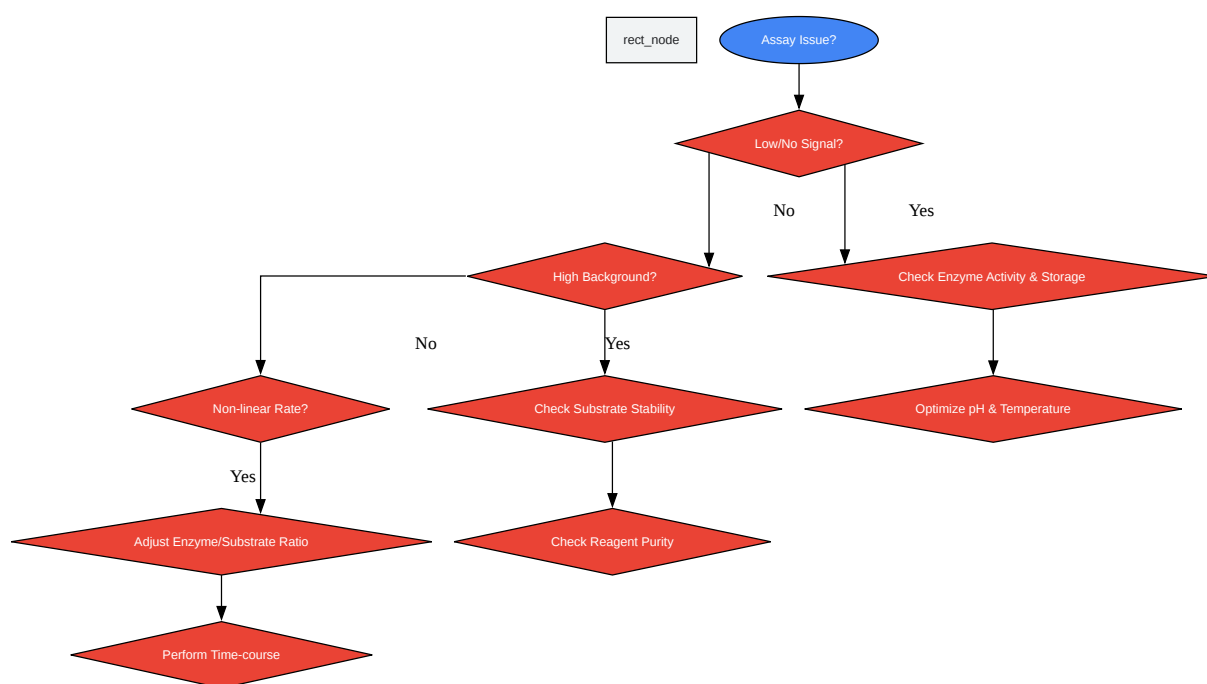 rect_node
Assay Issue?
Low/No Signal?
No
Yes
High Background?
Check Enzyme Activity & Storage
No
Yes
Non-linear Rate?
Check Substrate Stability
Optimize pH & Temperature
Yes
Adjust Enzyme/Substrate Ratio
Check Reagent Purity
Perform Time-course